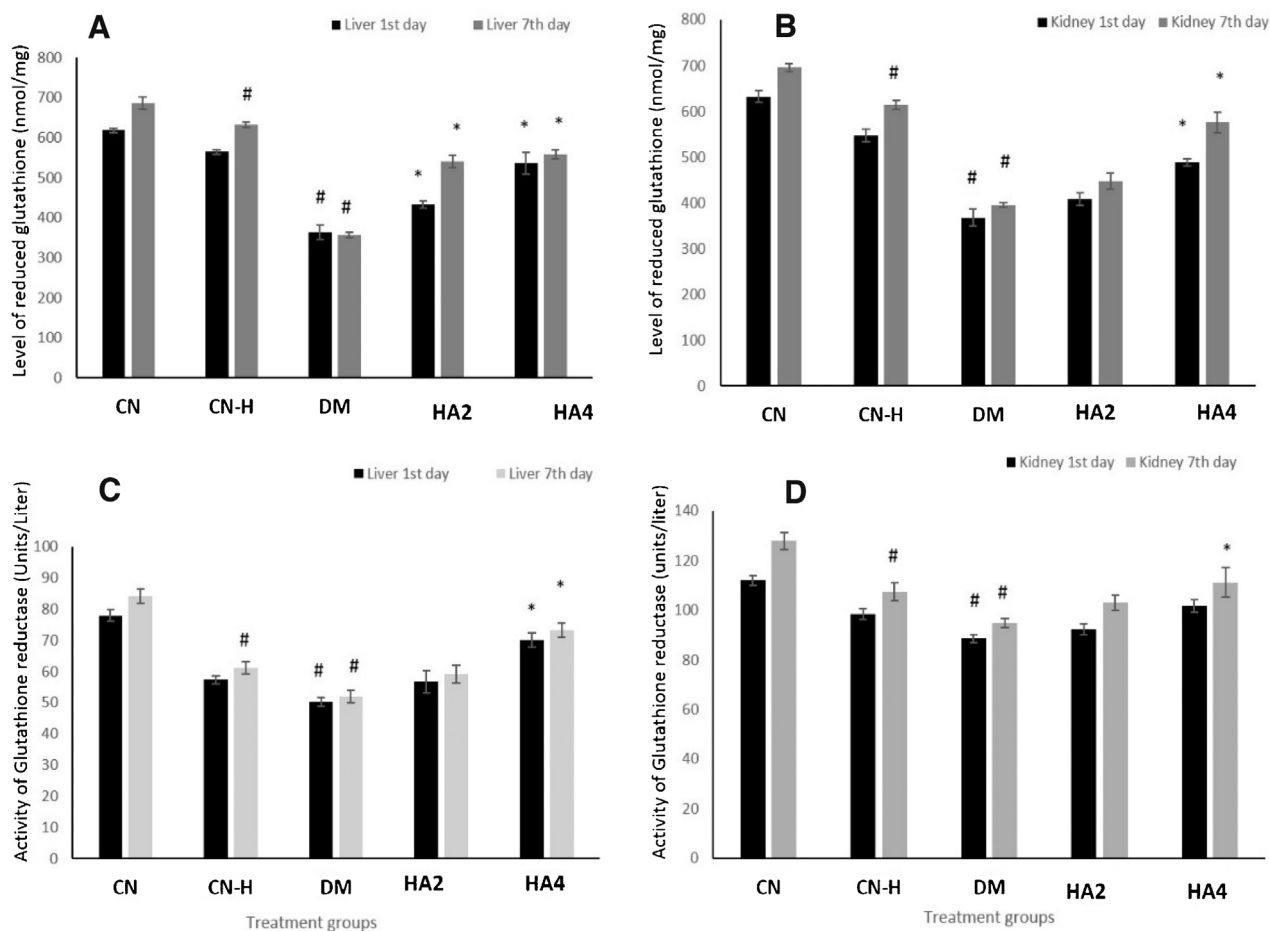 A
Liver 1st day Liver 7th day
Level of reduced glutathione (nmol/mg)
800
700
600
500
400
300
200
100
0
#
# #
* *
* *
CN CN-H DM HA2 HA4
B
Kidney 1st day Kidney 7th day
Level of reduced glutathione (nmol/mg)
800
700
600
500
400
300
200
100
0
#
# #
* *
CN CN-H DM HA2 HA4
C
Liver 1st day Liver 7th day
Activity of Glutathione reductase (Units/Liter)
100
90
80
70
60
50
40
30
20
10
0
#
# #
* *
CN CN-H DM HA2 HA4
Treatment groups
D
Kidney 1st day Kidney 7th day
Activity of Glutathione reductase (units/liter)
140
120
100
80
60
40
20
0
#
# #
*
CN CN-H DM HA2 HA4
Treatment groups